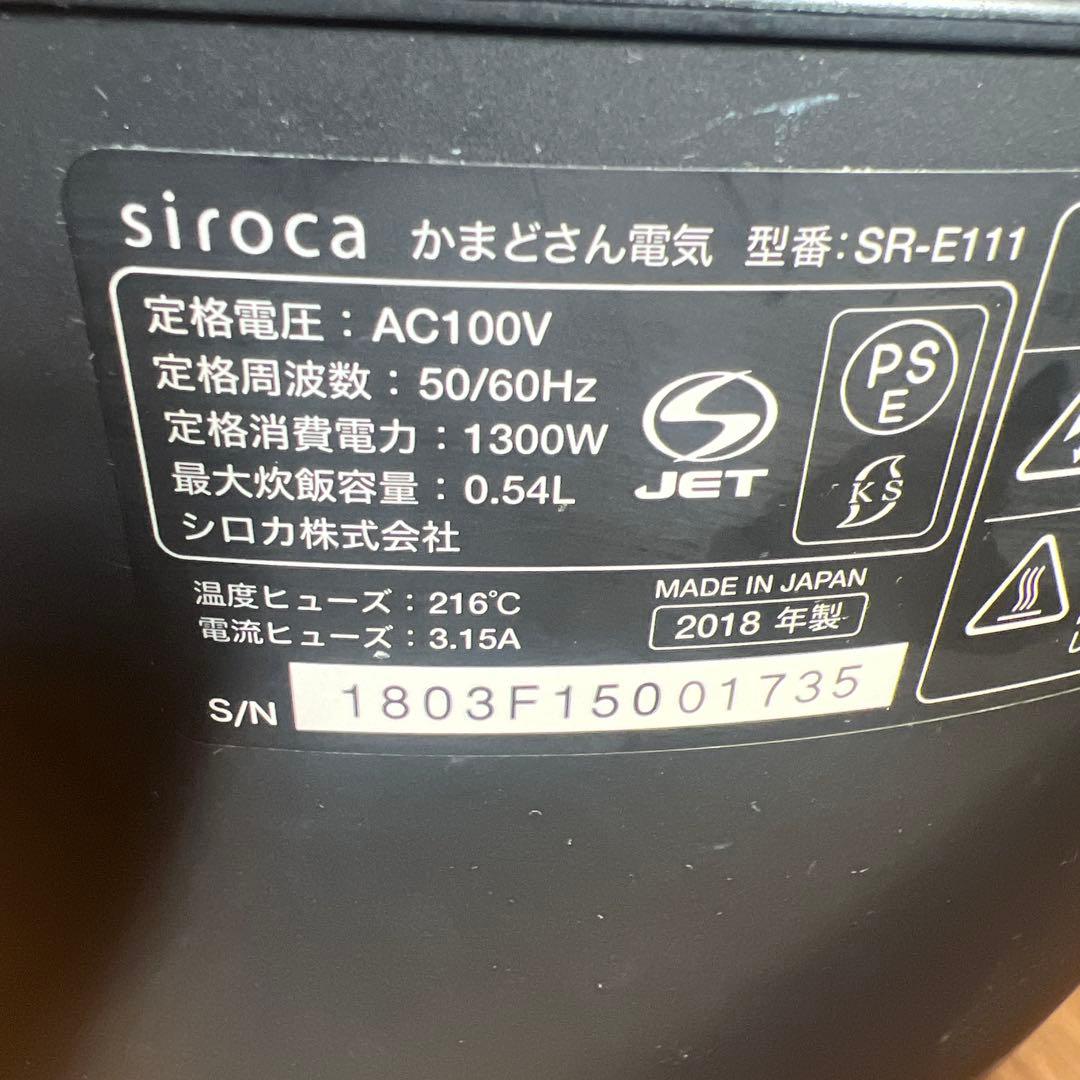 siroca かまどさん電気 型番：SR-E111
定格電圧：AC100V
定格周波数：50/60Hz
定格消費電力：1300W
最大炊飯容量：0.54L
シロカ株式会社
JET
PS
E
KS
温度ヒューズ：216℃
電流ヒューズ：3.15A
MADE IN JAPAN
2018 年製
S/N 1803F15001735